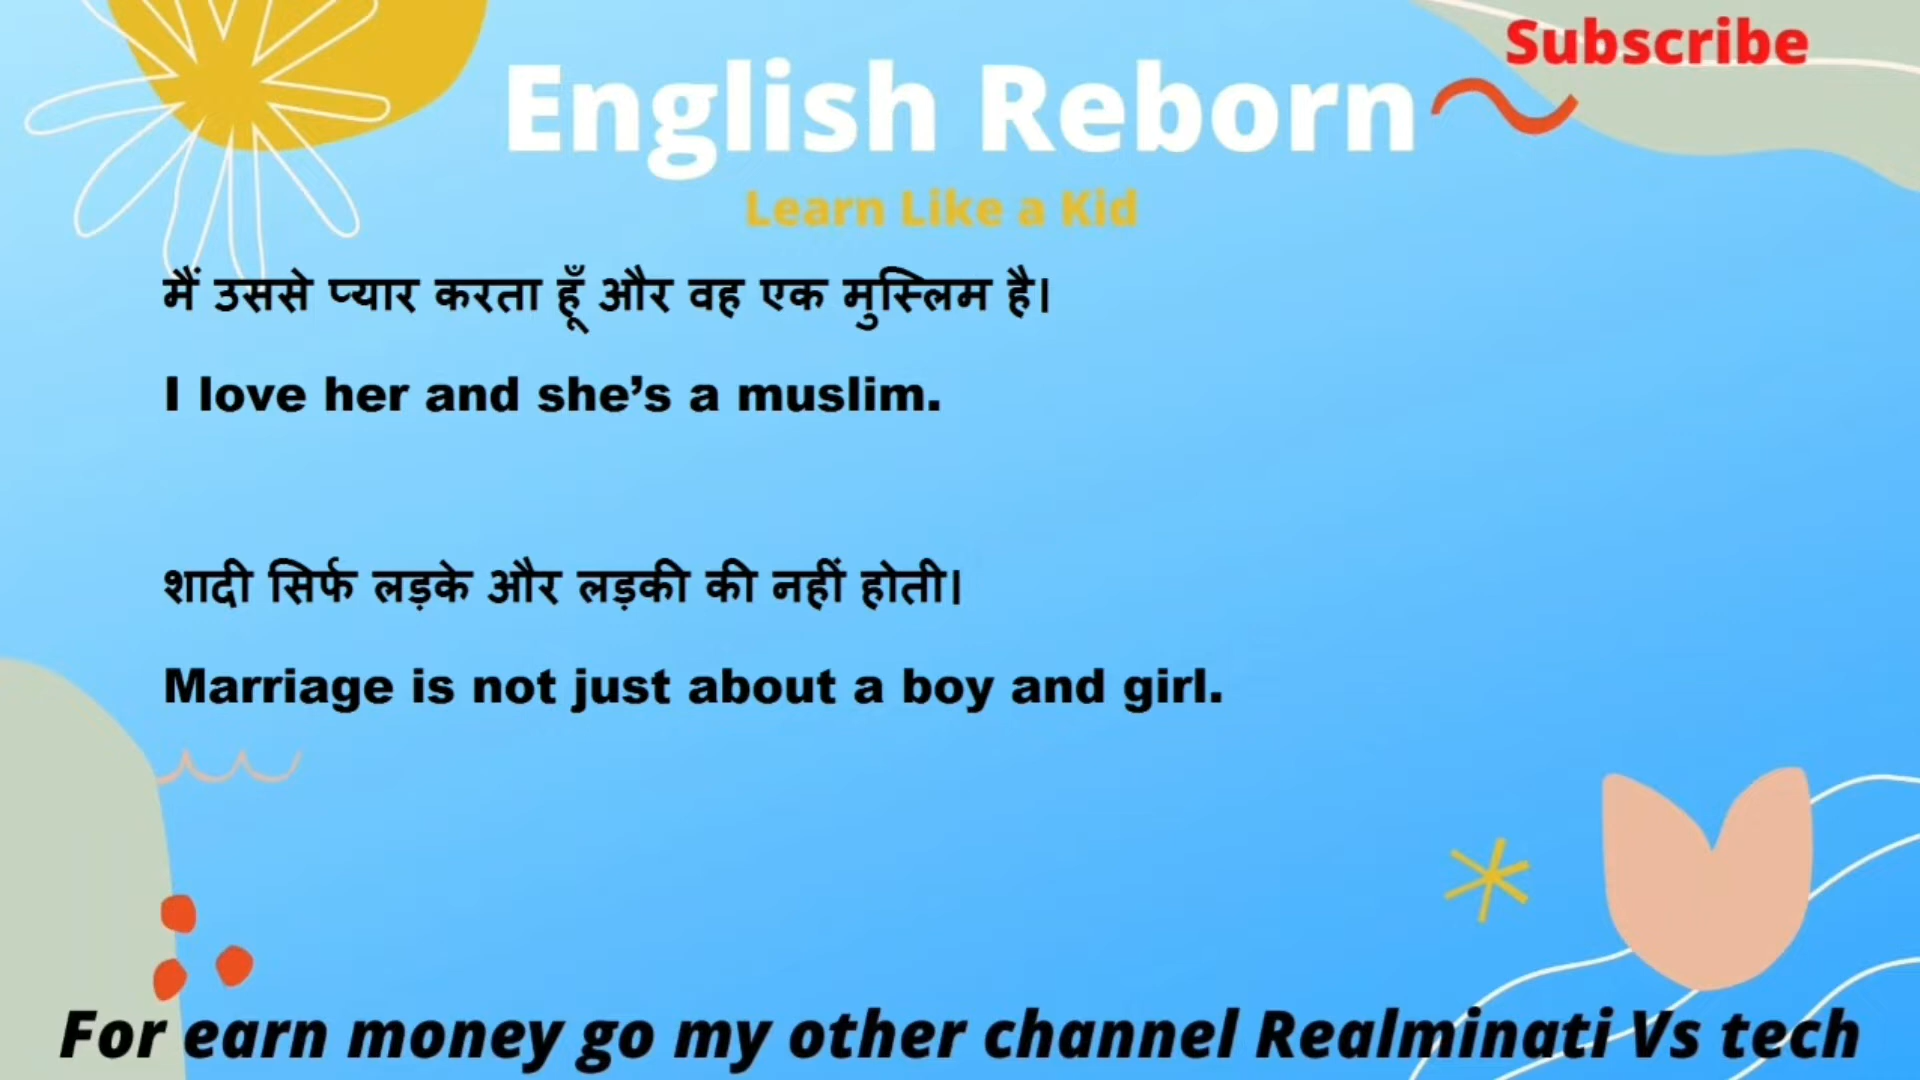 Subscribe
English Reborn
Learn Like a Kid
मैं उससे प्यार करता हूँ और वह एक मुस्लिम है।
I love her and she’s a muslim.
शादी सिर्फ लड़के और लड़की की नहीं होती।
Marriage is not just about a boy and girl.
For earn money go my other channel Realminati Vs tech